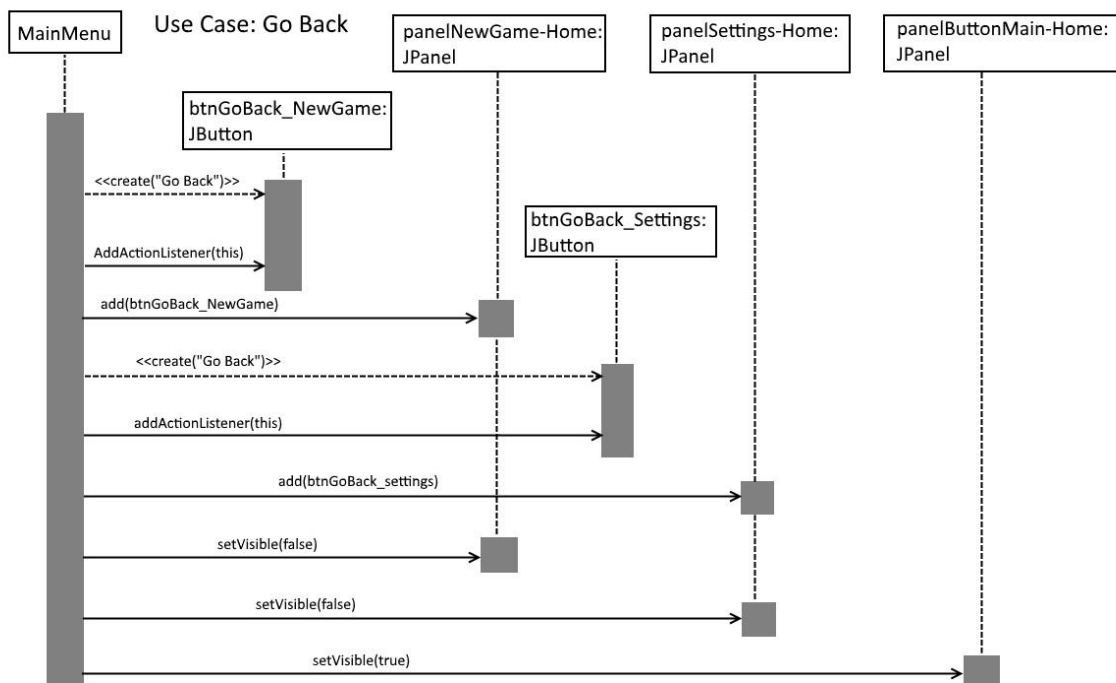 MainMenu
Use Case: Go Back
panelNewGame-Home:
JPanel
panelSettings-Home:
JPanel
panelButtonMain-Home:
JPanel
btnGoBack_NewGame:
JButton
<<create("Go Back")>>
btnGoBack_Settings:
JButton
AddActionListener(this)
add(btnGoBack_NewGame)
<<create("Go Back")>>
addActionListener(this)
add(btnGoBack_settings)
setVisible(false)
setVisible(false)
setVisible(true)